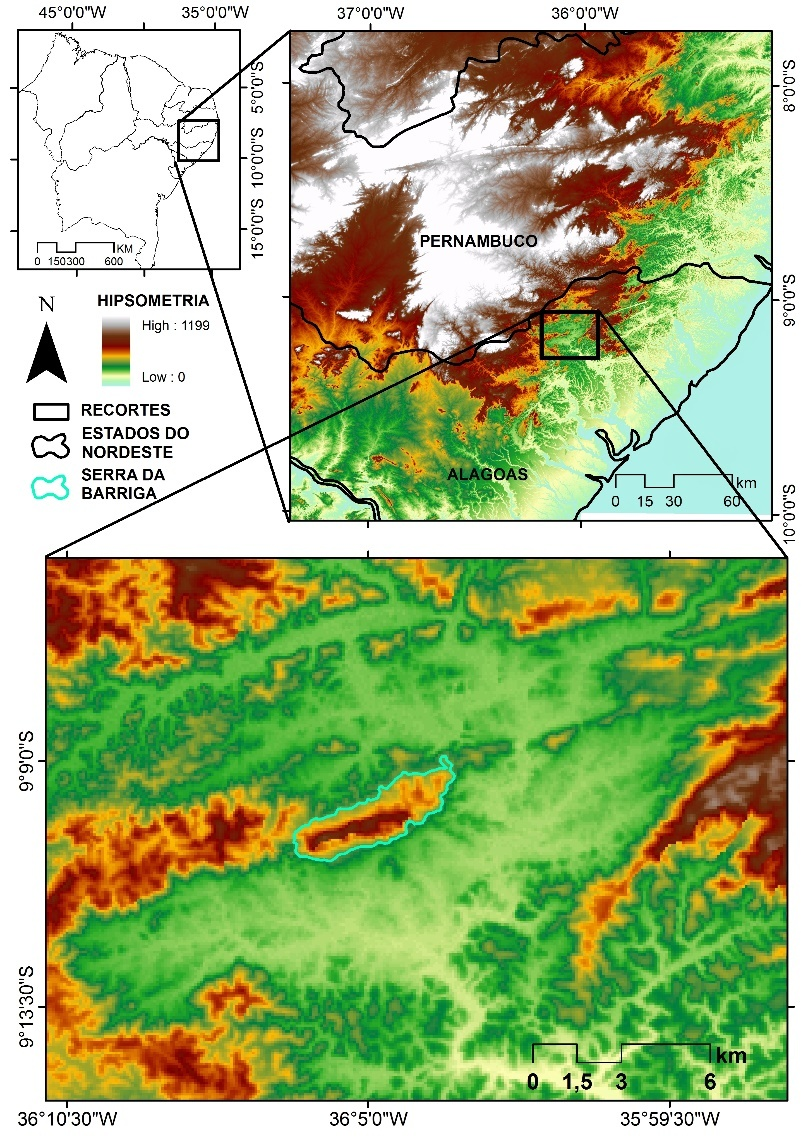 45°0'0"W 35°0'0"W
5°0'0"S
10°0'0"S
15°0'0"S
0 150 300 600 KM
37°0'0"W 36°0'0"W
8°0'0"S
9°0'0"S
10°0'0"S
PERNAMBUCO
ALAGOAS
0 15 30 60 km
N
HIPSOMETRIA
High : 1199
Low : 0
RECORTES
ESTADOS DO
NORDESTE
SERRA DA
BARRIGA
9°9'0"S
9°13'30"S
0 1,5 3 6 km
36°10'30"W 36°5'0"W 35°59'30"W